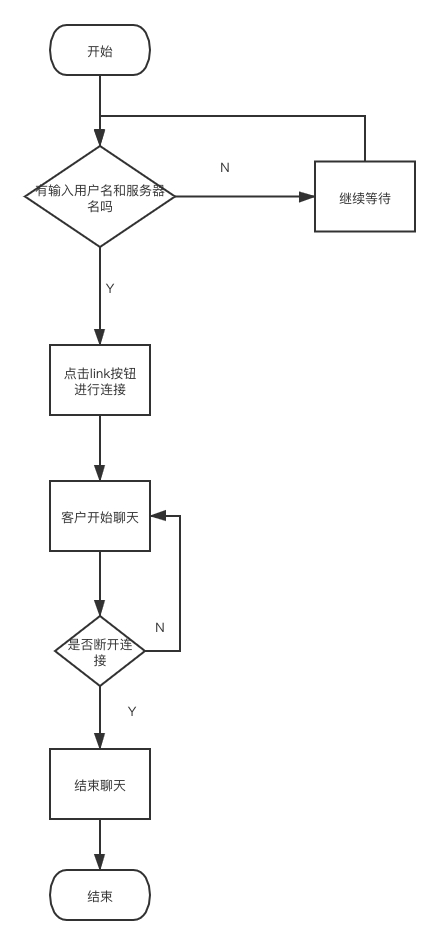 开始
有输入用户名和服务器
名吗
N
继续等待
Y
点击link按钮
进行连接
客户开始聊天
N
是否断开连
接
Y
结束聊天
结束